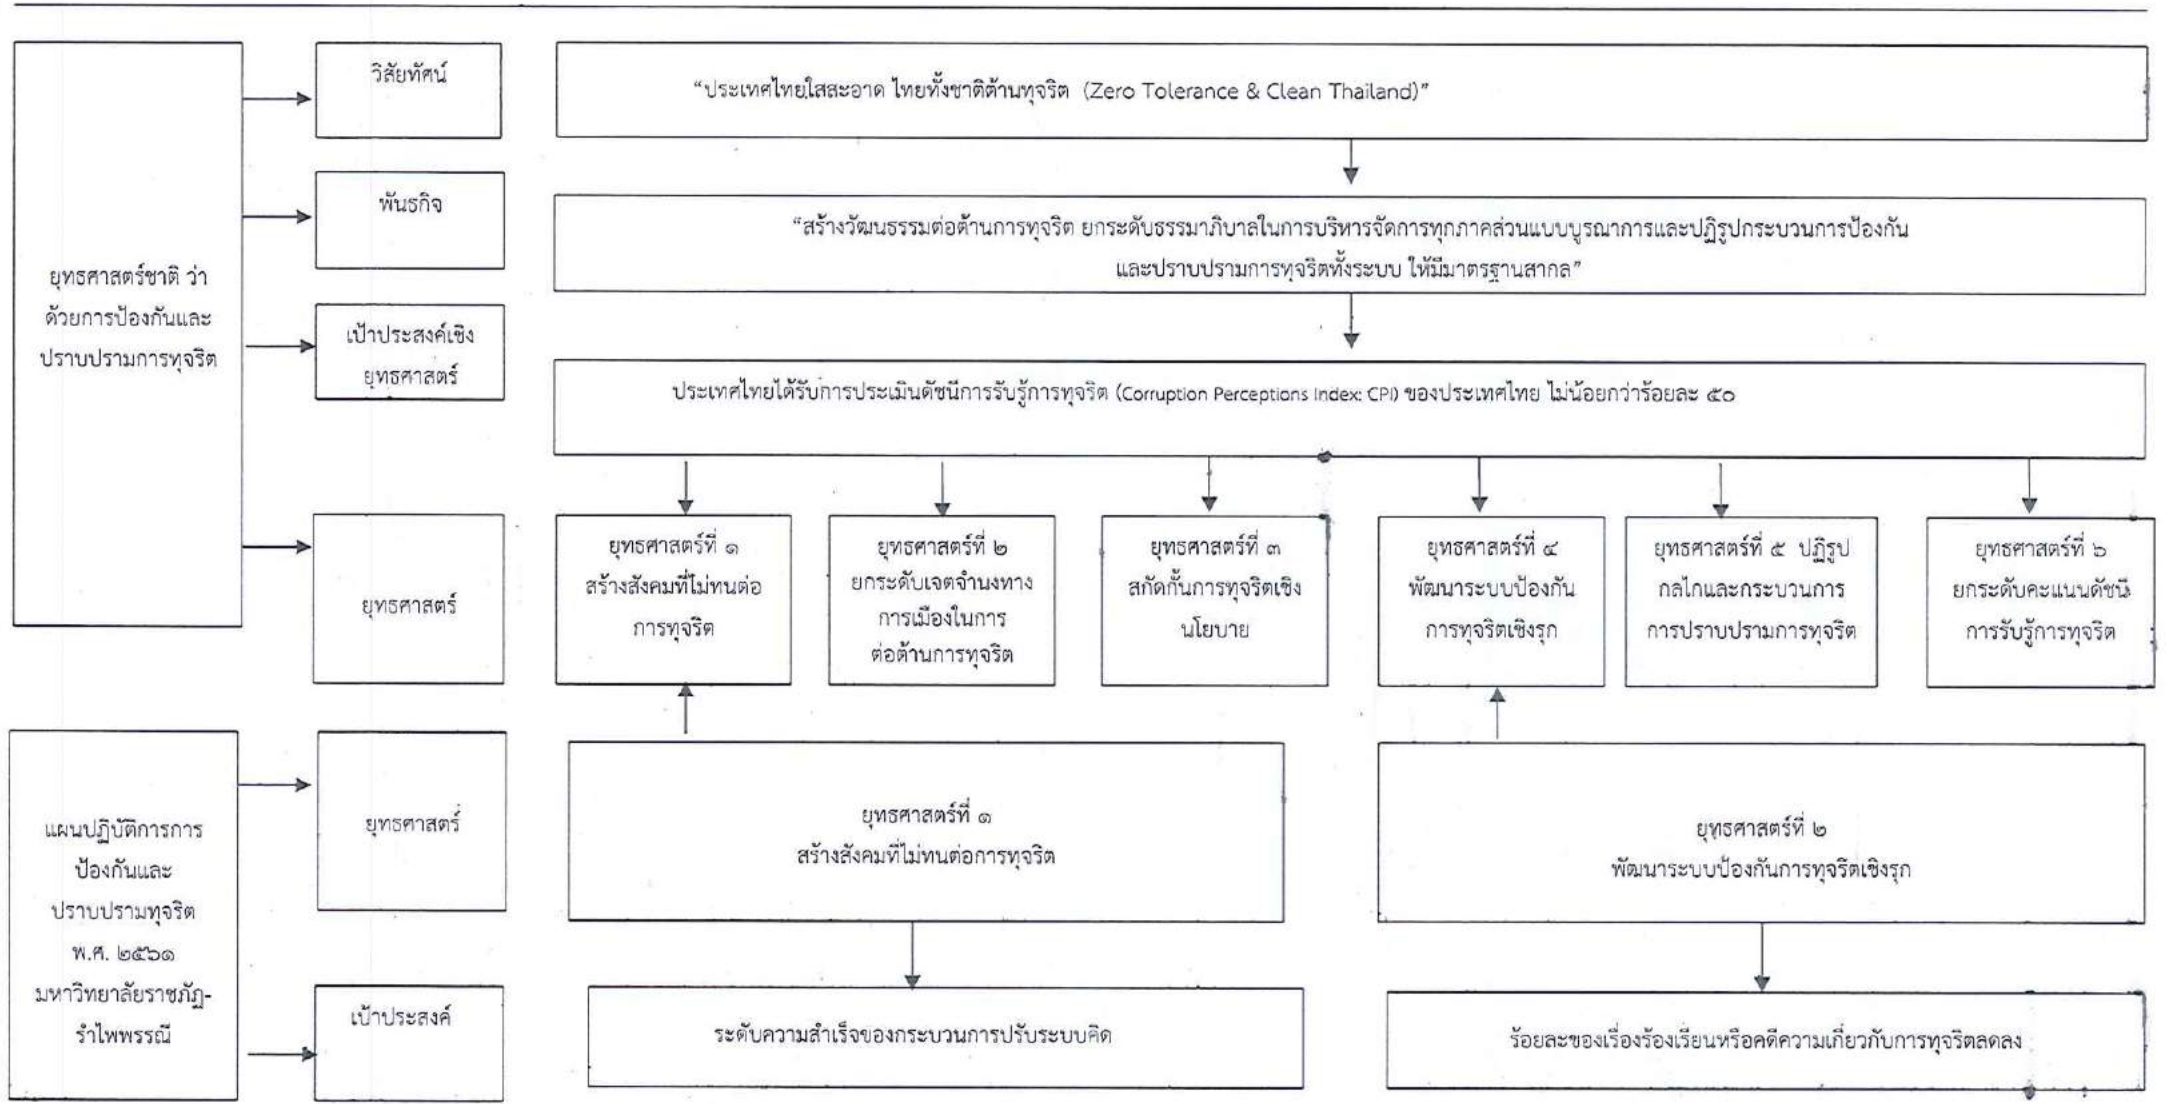 ยุทธศาสตร์ชาติ ว่า
ด้วยการป้องกันและ
ปราบปรามการทุจริต
วิสัยทัศน์
“ประเทศไทยใสสะอาด ไทยทั้งชาติต้านทุจริต (Zero Tolerance & Clean Thailand)”
พันธกิจ
“สร้างวัฒนธรรมต่อต้านการทุจริต ยกระดับธรรมาภิบาลในการบริหารจัดการทุกภาคส่วนแบบบูรณาการและปฏิรูปกระบวนการป้องกัน
และปราบปรามการทุจริตทั้งระบบ ให้มีมาตรฐานสากล”
เป้าประสงค์เชิง
ยุทธศาสตร์
ประเทศไทยได้รับการประเมินดัชนีการรับรู้การทุจริต (Corruption Perceptions Index: CPI) ของประเทศไทย ไม่น้อยกว่าร้อยละ ๕๐
ยุทธศาสตร์
ยุทธศาสตร์ที่ ๑
สร้างสังคมที่ไม่ทนต่อ
การทุจริต
ยุทธศาสตร์ที่ ๒
ยกระดับเจตจำนงทาง
การเมืองในการ
ต่อต้านการทุจริต
ยุทธศาสตร์ที่ ๓
สกัดกั้นการทุจริตเชิง
นโยบาย
ยุทธศาสตร์ที่ ๔
พัฒนาระบบป้องกัน
การทุจริตเชิงรุก
ยุทธศาสตร์ที่ ๕ ปฏิรูป
กลไกและกระบวนการ
การปราบปรามการทุจริต
ยุทธศาสตร์ที่ ๖
ยกระดับคะแนนดัชนี
การรับรู้การทุจริต
แผนปฏิบัติการการ
ป้องกันและ
ปราบปรามทุจริต
พ.ศ. ๒๕๖๑
มหาวิทยาลัยราชภัฏ-
รำไพพรรณี
ยุทธศาสตร์
ยุทธศาสตร์ที่ ๑
สร้างสังคมที่ไม่ทนต่อการทุจริต
ยุทธศาสตร์ที่ ๒
พัฒนาระบบป้องกันการทุจริตเชิงรุก
เป้าประสงค์
ระดับความสำเร็จของกระบวนการปรับระบบคิด
ร้อยละของเรื่องร้องเรียนหรือคดีความเกี่ยวกับการทุจริตลดลง